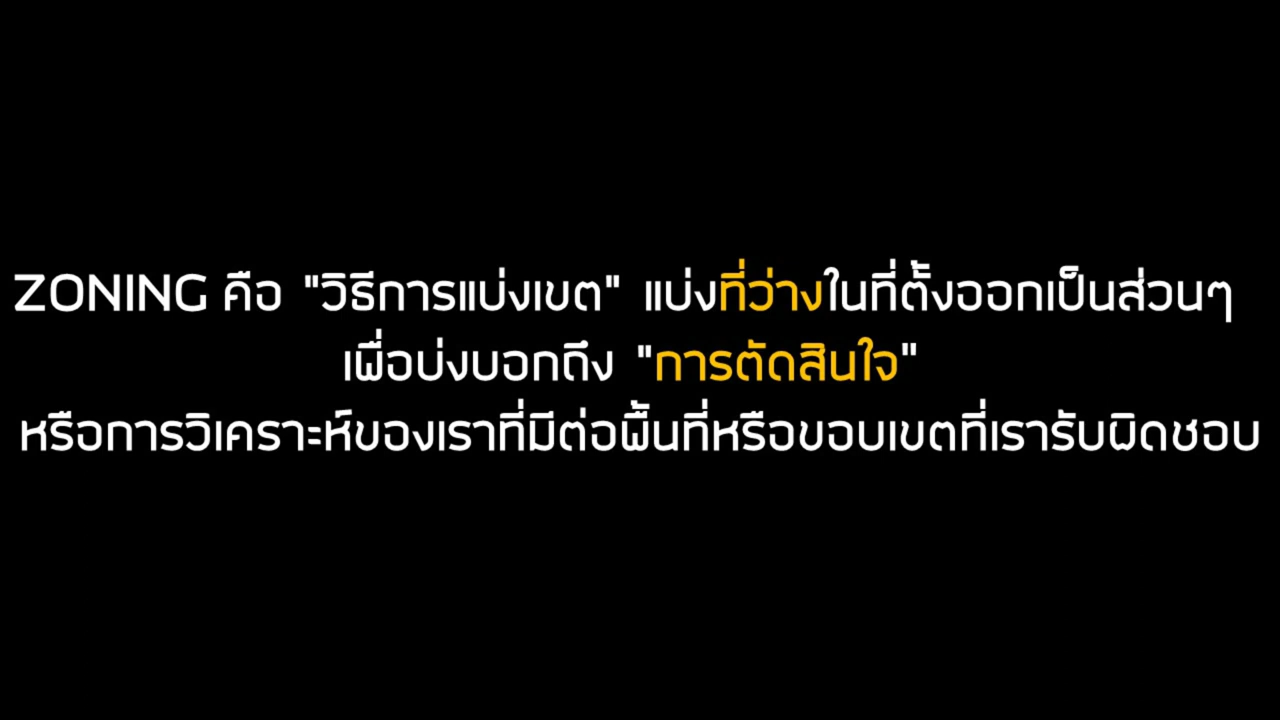 ZONING คือ "วิธีการแบ่งเขต" แบ่งที่ว่างในที่ตั้งออกเป็นส่วนๆ
เพื่อบ่งบอกถึง "การตัดสินใจ"
หรือการวิเคราะห์ของเราที่มีต่อพื้นที่หรือขอบเขตที่เรารับผิดชอบ